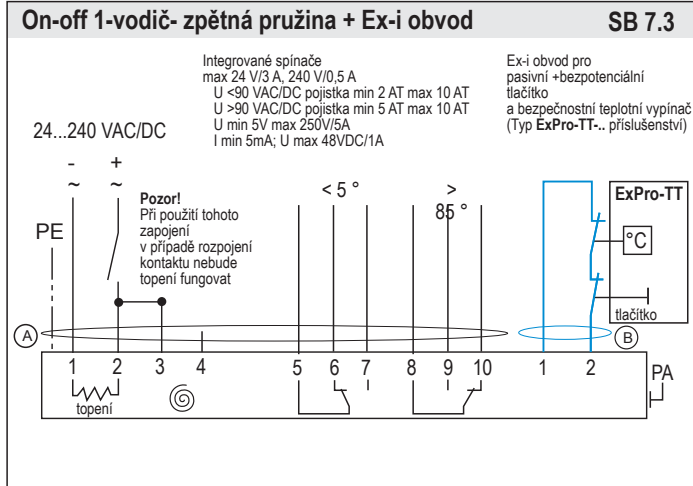 On-off 1-vodič- zpětná pružina + Ex-i obvod
SB 7.3
Integrované spínače
max 24 V/3 A, 240 V/0,5 A
U <90 VAC/DC pojistka min 2 AT max 10 AT
U >90 VAC/DC pojistka min 5 AT max 10 AT
U min 5V max 250V/5A
I min 5mA; U max 48VDC/1A
Ex-i obvod pro
pasivní +bezpotenciální
tlačítko
a bezpečnostní teplotní vypínač
(Typ ExPro-TT-.. příslušenství)
24...240 VAC/DC
- +
~ ~
Pozor!
Při použití tohoto
zapojení
v případě rozpojení
kontaktu nebude
topení fungovat
< 5 °
>
85 °
ExPro-TT
°C
tlačítko
PE
A
B
1 2 3 4 5 6 7 8 9 10 1 2
PA
topení